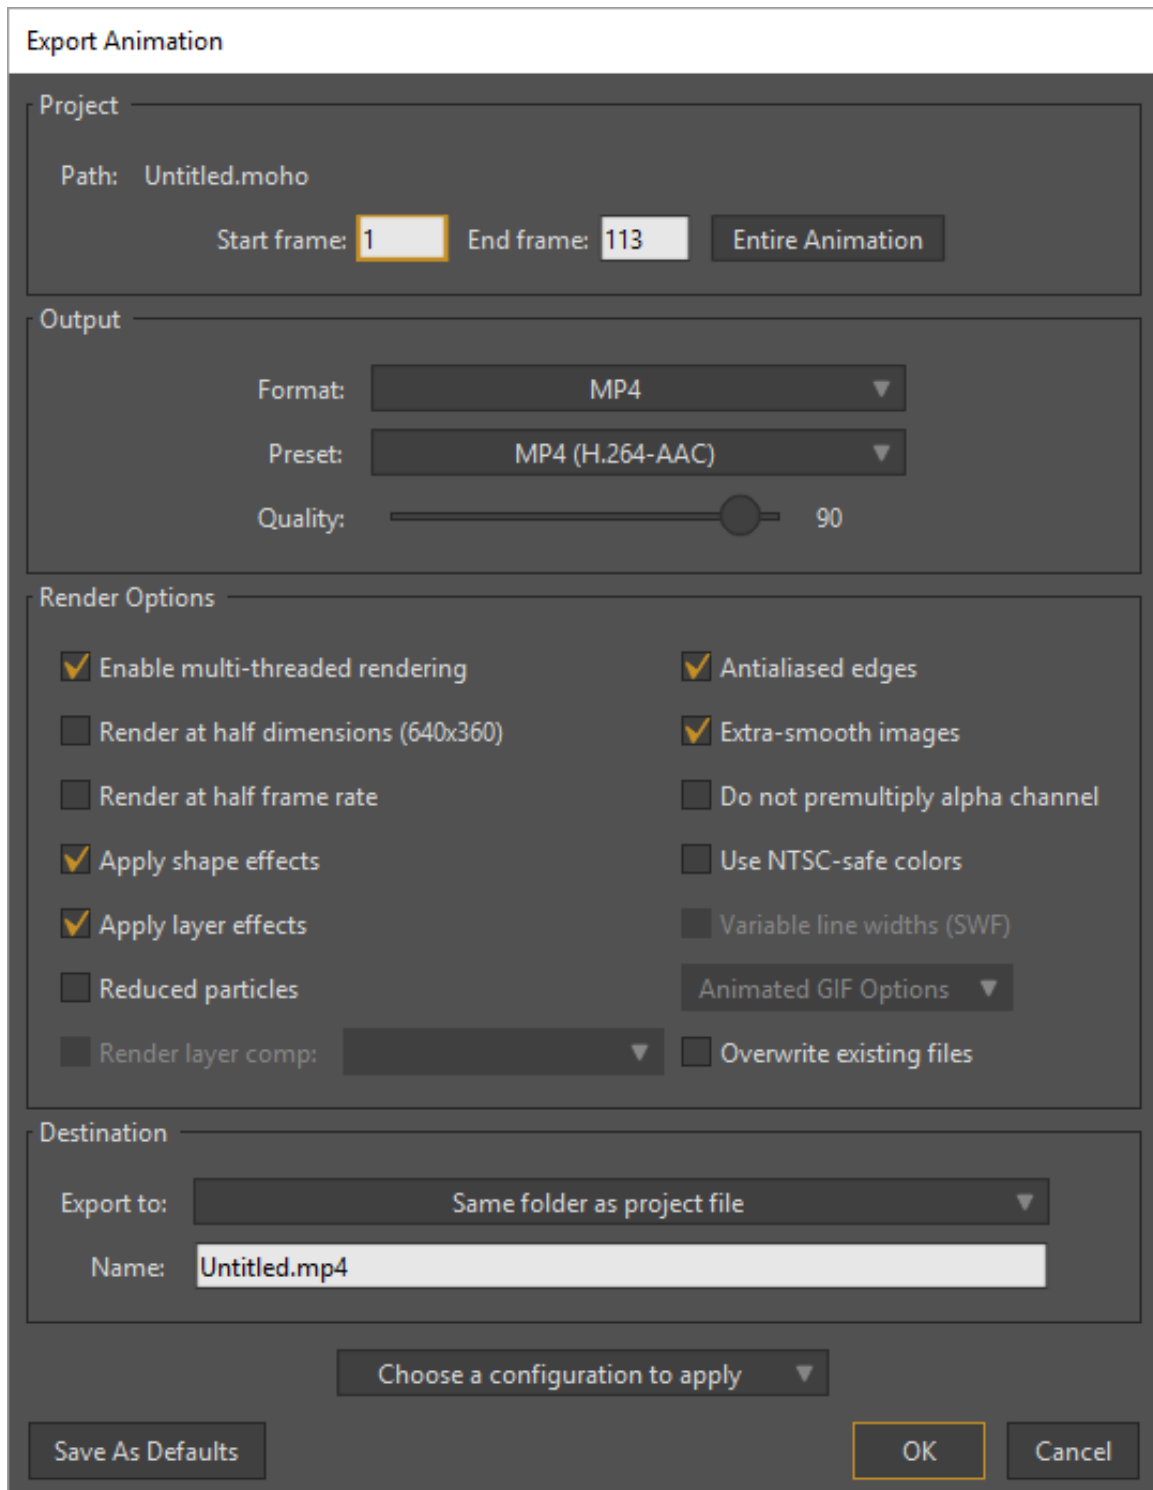 Export Animation
Project
Path: Untitled.moho
Start frame: 1 End frame: 113 Entire Animation
Output
Format: MP4
Preset: MP4 (H.264-AAC)
Quality: 90
Render Options
Enable multi-threaded rendering Antialiased edges
Render at half dimensions (640x360) Extra-smooth images
Render at half frame rate Do not premultiply alpha channel
Apply shape effects Use NTSC-safe colors
Apply layer effects Variable line widths (SWF)
Reduced particles Animated GIF Options
Render layer comp: Overwrite existing files
Destination
Export to: Same folder as project file
Name: Untitled.mp4
Choose a configuration to apply
Save As Defaults OK Cancel